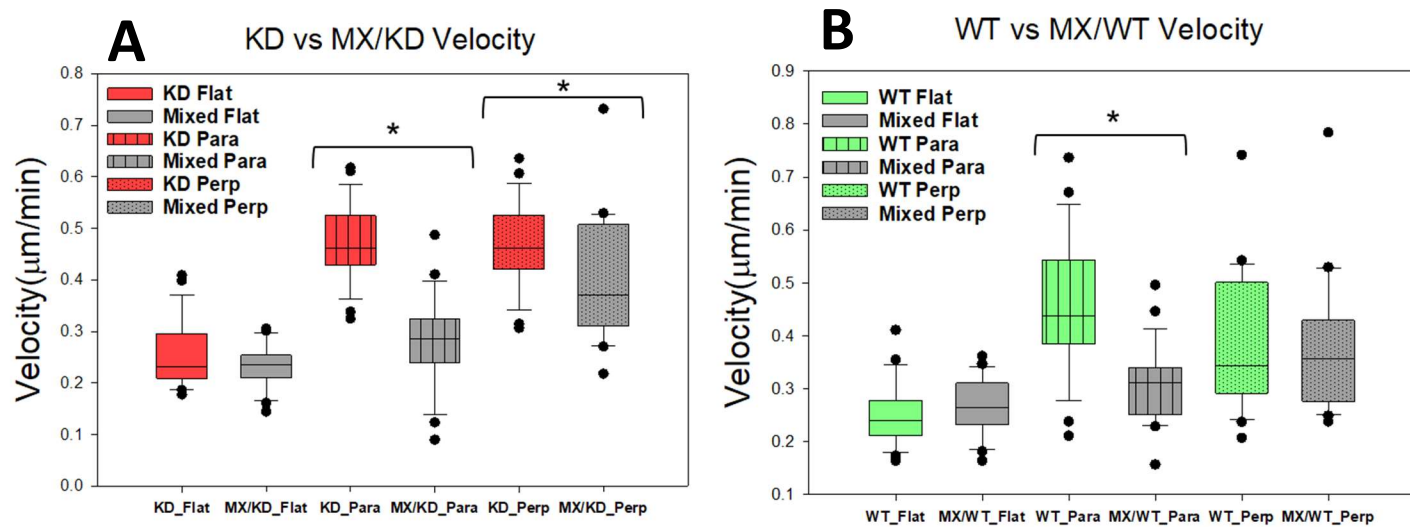 A
KD vs MX/KD Velocity
Velocity(μm/min)
0.8
0.7
0.6
0.5
0.4
0.3
0.2
0.1
0.0
KD Flat
Mixed Flat
KD Para
Mixed Para
KD Perp
Mixed Perp
*
*
KD_Flat MX/KD_Flat KD_Para MX/KD_Para KD_Perp MX/KD_Perp
B
WT vs MX/WT Velocity
Velocity(μm/min)
0.9
0.8
0.7
0.6
0.5
0.4
0.3
0.2
0.1
WT Flat
Mixed Flat
WT Para
Mixed Para
WT Perp
Mixed Perp
*
WT_Flat MX/WT_Flat WT_Para MX/WT_Para WT_Perp MX/WT_Perp